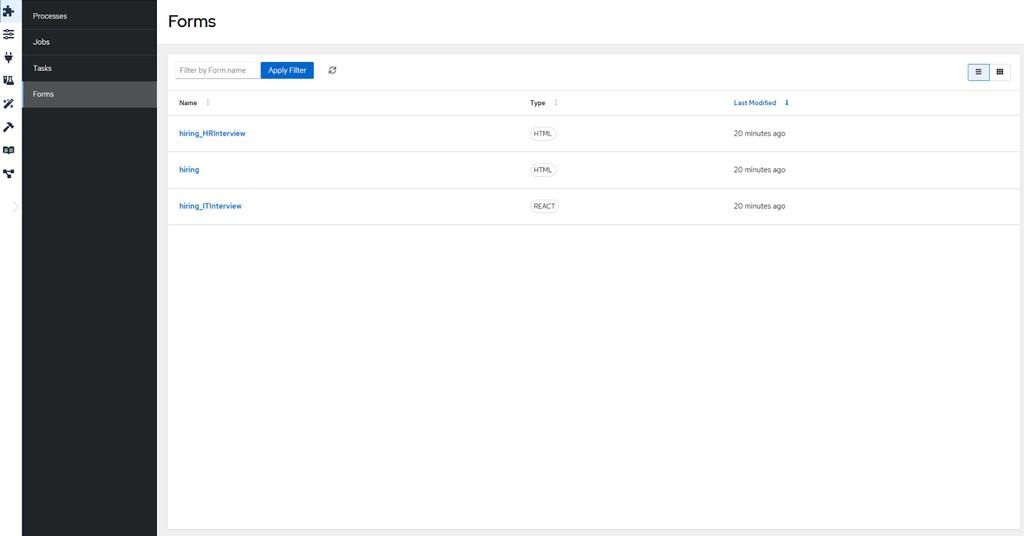 Processes
Jobs
Tasks
Forms
Forms
Filter by Form name Apply Filter
Name Type Last Modified
hiring_HRInterview HTML 20 minutes ago
hiring HTML 20 minutes ago
hiring_ITInterview REACT 20 minutes ago